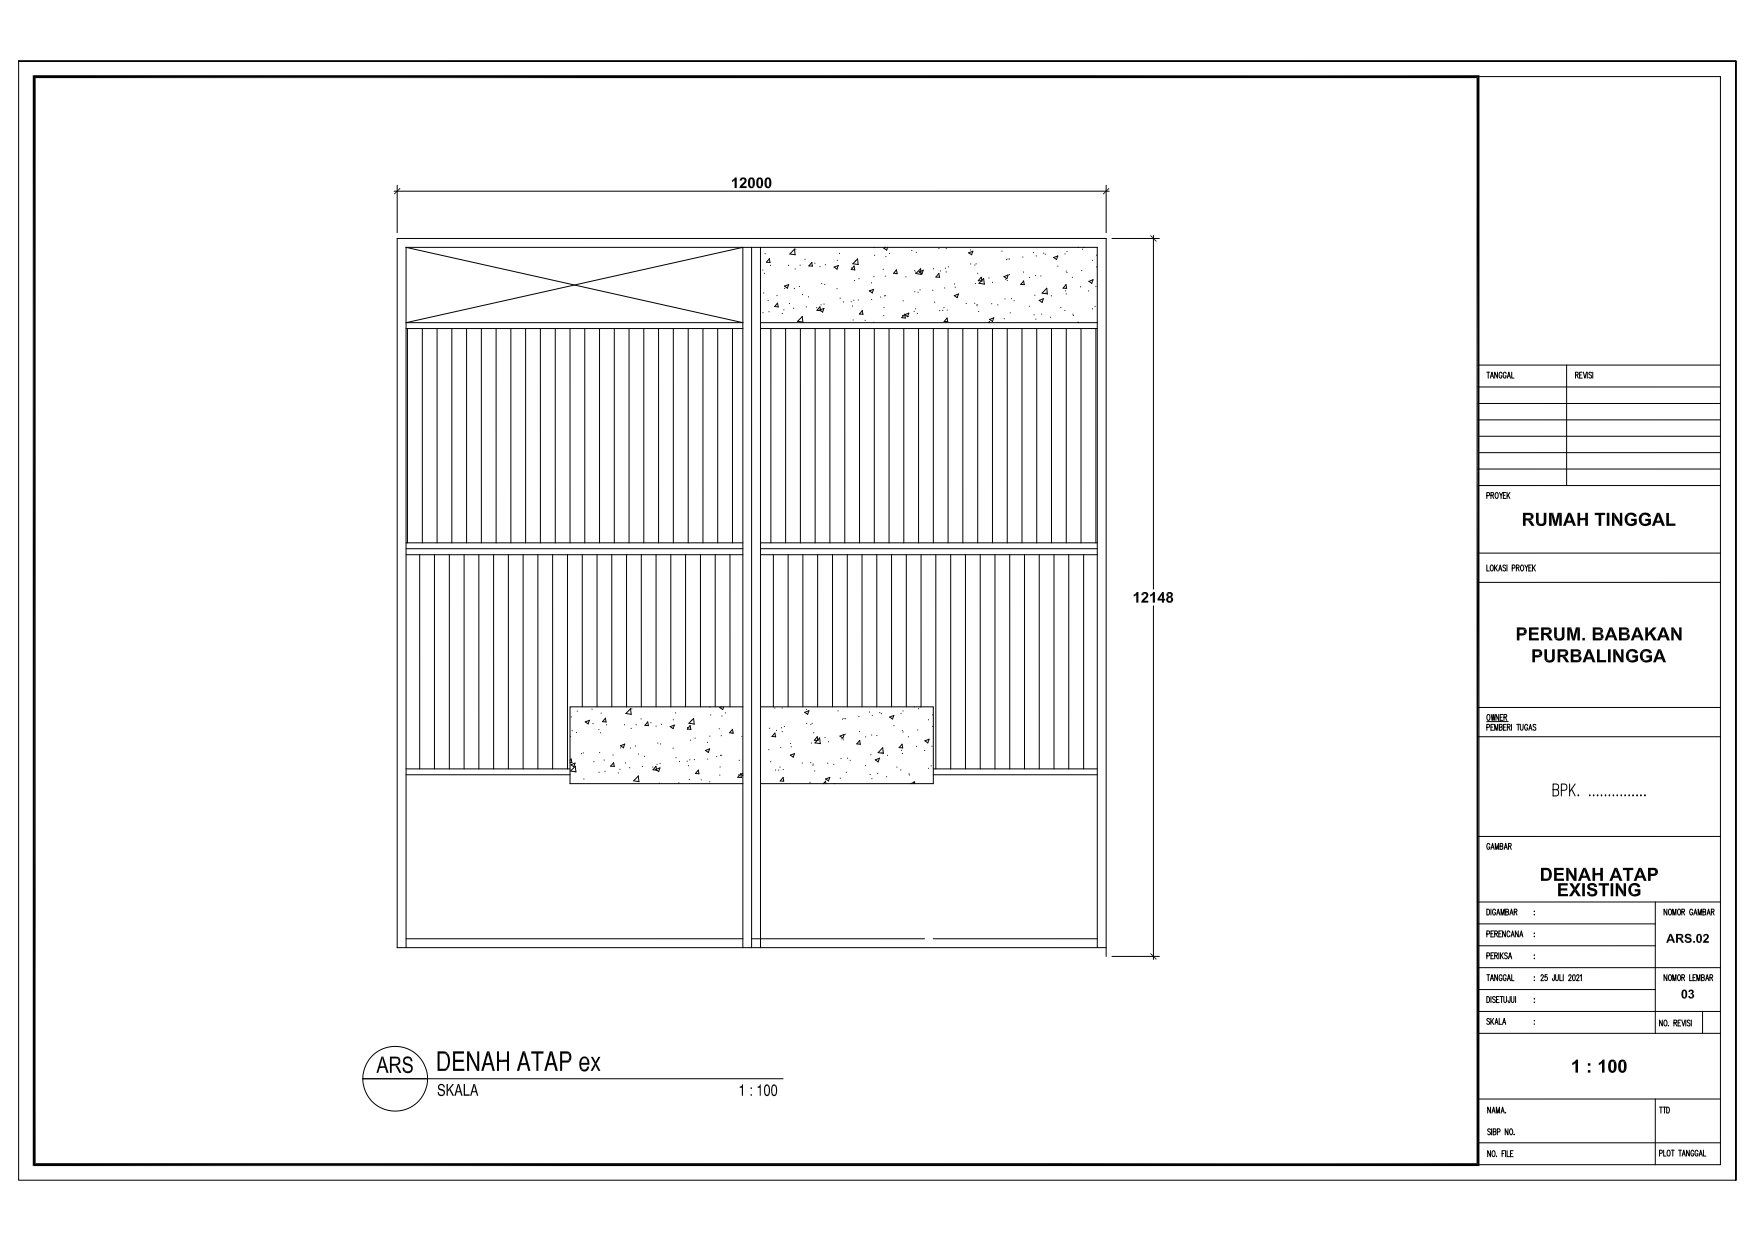 12000
12148
ARS
DENAH ATAP ex
SKALA 1 : 100
TANGGAL REVISI
PROYEK
RUMAH TINGGAL
LOKASI PROYEK
PERUM. BABAKAN
PURBALINGGA
OWNER
PEMBERI TUGAS
BPK. ...............
GAMBAR
DENAH ATAP
EXISTING
DIGAMBAR : NOMOR GAMBAR
PERENCANA : ARS.02
PERIKSA :
TANGGAL : 25 JULI 2021 NOMOR LEMBAR
03
DISETUJUI :
SKALA : NO. REVISI
1 : 100
NAMA. TTD
SIBP NO.
NO. FILE PLOT TANGGAL